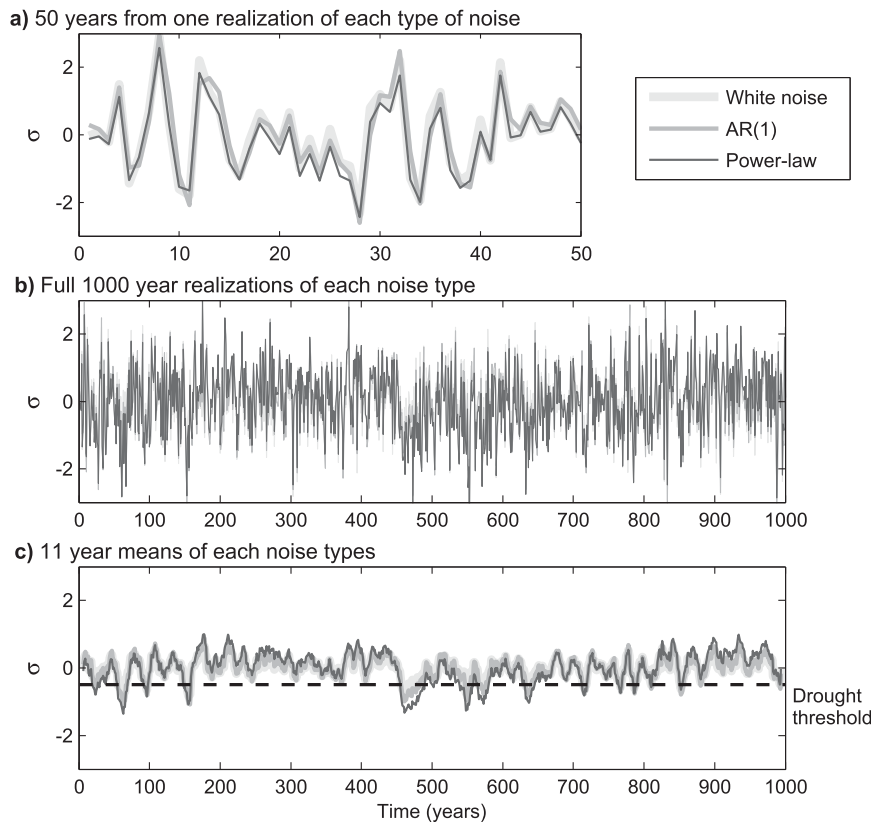 a) 50 years from one realization of each type of noise
2
0
-2
σ
0 10 20 30 40 50
White noise
AR(1)
Power-law
b) Full 1000 year realizations of each noise type
2
0
-2
σ
0 100 200 300 400 500 600 700 800 900 1000
c) 11 year means of each noise types
2
0
-2
σ
Drought
threshold
0 100 200 300 400 500 600 700 800 900 1000
Time (years)